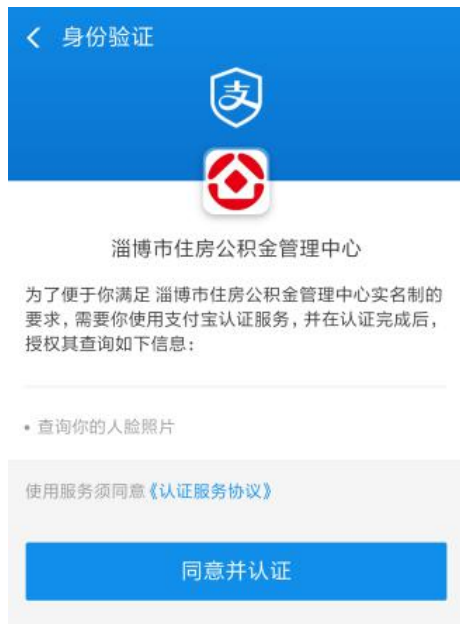 身份验证
支
淄博市住房公积金管理中心
为了便于你满足 淄博市住房公积金管理中心实名制的
要求，需要你使用支付宝认证服务，并在认证完成后，
授权其查询如下信息：
• 查询你的人脸照片
使用服务须同意《认证服务协议》
同意并认证